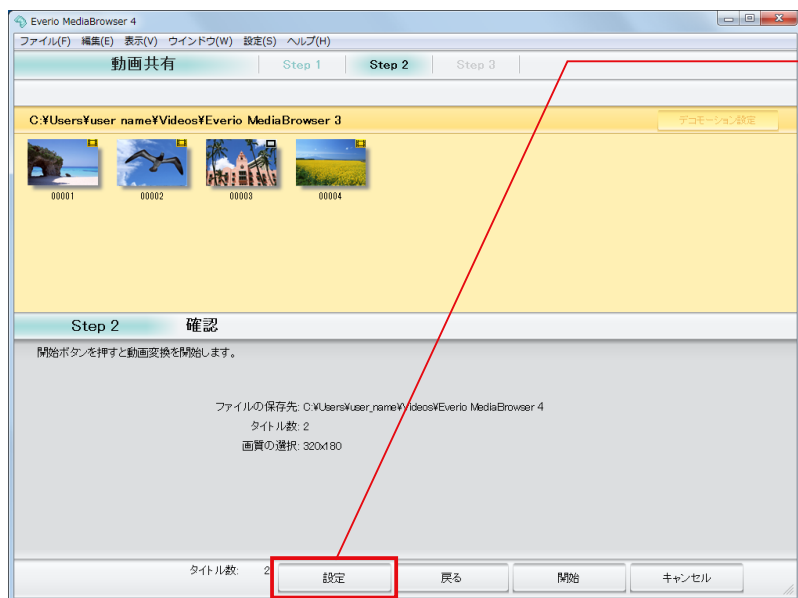 Everio MediaBrowser 4
ファイル(F) 編集(E) 表示(V) ウインドウ(W) 設定(S) ヘルプ(H)
動画共有 Step 1 Step 2 Step 3
C:¥Users¥user name¥Videos¥Everio MediaBrowser 3 デコモーション設定
00001 00002 00003 00004
Step 2 確認
開始ボタンを押すと動画変換を開始します。
ファイルの保存先: C:¥Users¥user_name¥Videos¥Everio MediaBrowser 4
タイトル数: 2
画質の選択: 320x180
タイトル数: 2 設定 戻る 開始 キャンセル